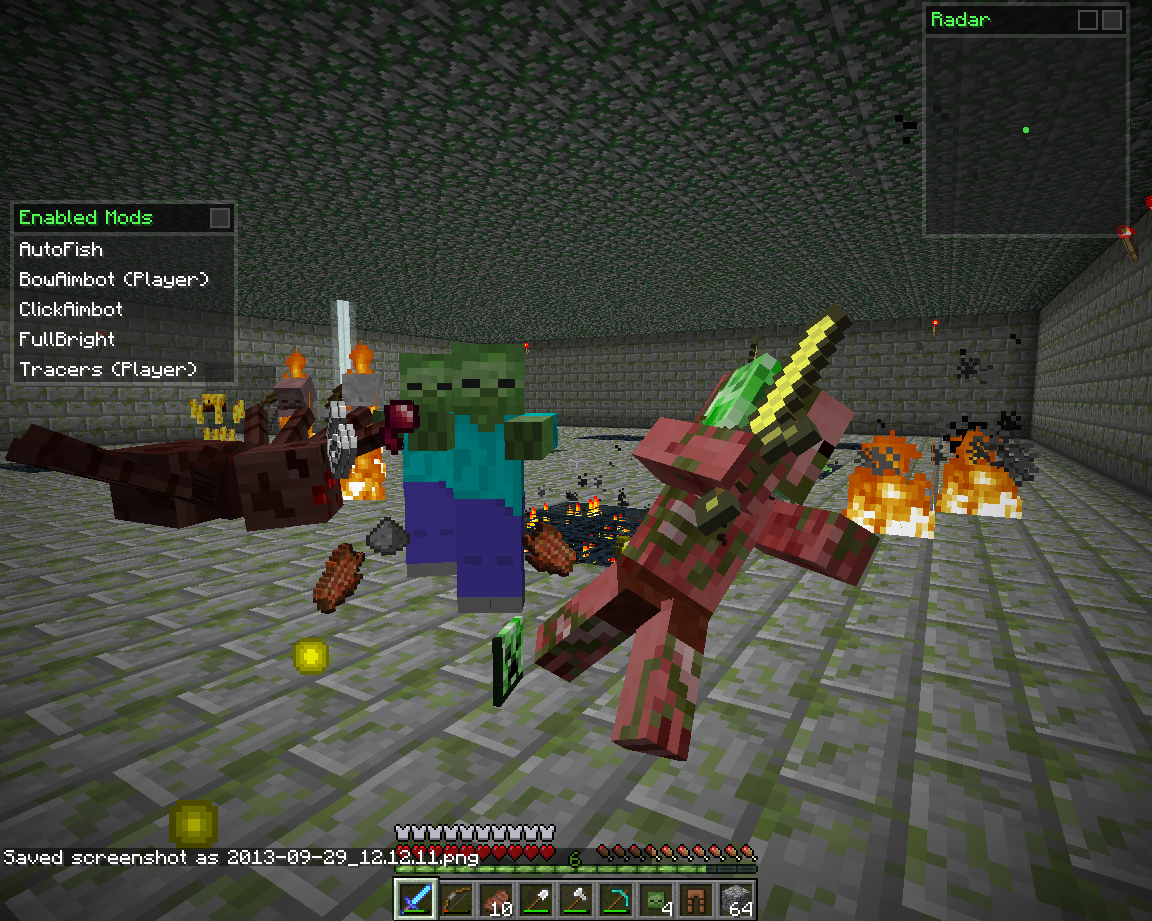 Radar
Enabled Mods
AutoFish
BowAimbot (Player)
ClickAimbot
FullBright
Tracers (Player)
Saved screenshot as 2013-09-29_12.12.11.png
6
10
4
64